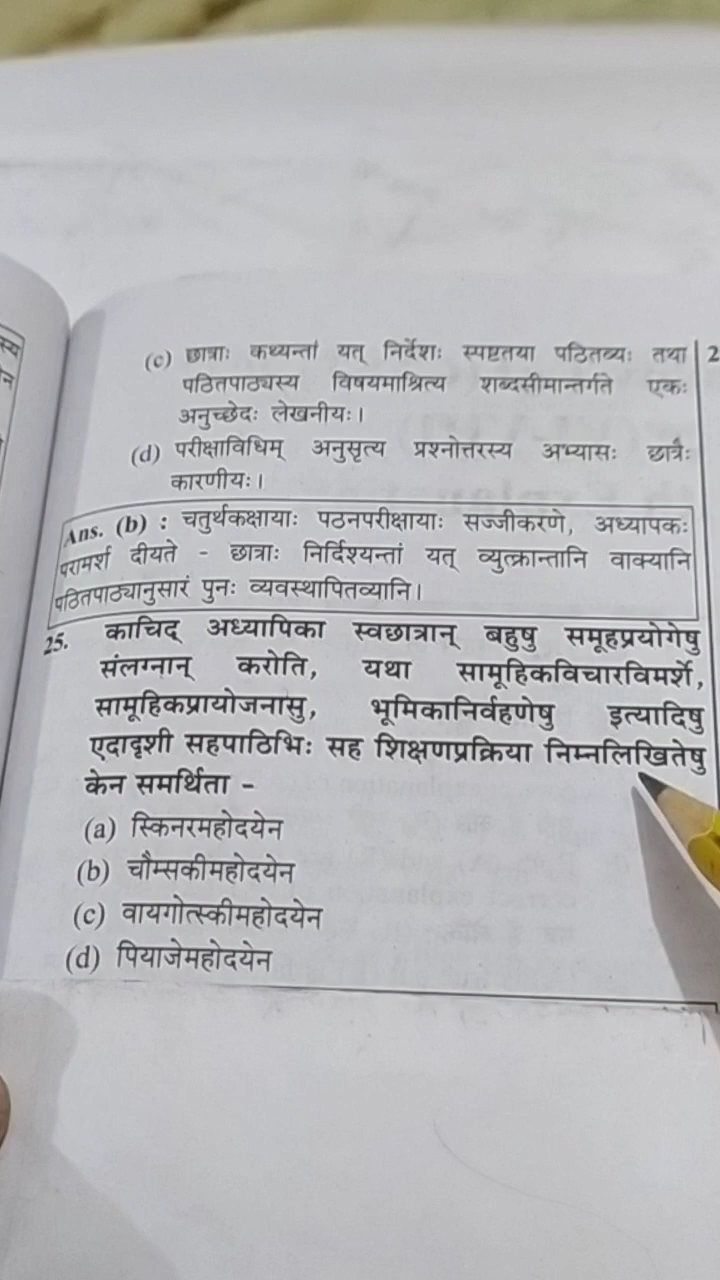 (c) छात्राः कथ्यन्तां यत् निर्देशः स्पष्टतया पठितव्यः तथा
पठितपाठ्यस्य विषयमाश्रित्य शब्दसीमान्तर्गते एकः
अनुच्छेदः लेखनीयः।
(d) परीक्षाविधिम् अनुसृत्य प्रश्नोत्तरस्य अभ्यासः छात्रैः
कारणीयः।
Ans. (b) : चतुर्थकक्षायाः पठनपरीक्षायाः सज्जीकरणे, अध्यापकः
परामर्श दीयते - छात्राः निर्दिश्यन्तां यत् व्युत्क्रान्तानि वाक्यानि
पठितपाठ्यानुसारं पुनः व्यवस्थापितव्यानि।
25. काचिद् अध्यापिका स्वछात्रान् बहुषु समूहप्रयोगेषु
संलग्नान् करोति, यथा सामूहिकविचारविमर्शे,
सामूहिकप्रायोजनासु, भूमिकानिर्वहणेषु इत्यादिषु
एदादृशी सहपाठिभिः सह शिक्षणप्रक्रिया निम्नलिखितेषु
केन समर्थिता -
(a) स्किनरमहोदयेन
(b) चौम्सकीमहोदयेन
(c) वायगोत्स्कीमहोदयेन
(d) पियाजेमहोदयेन
2